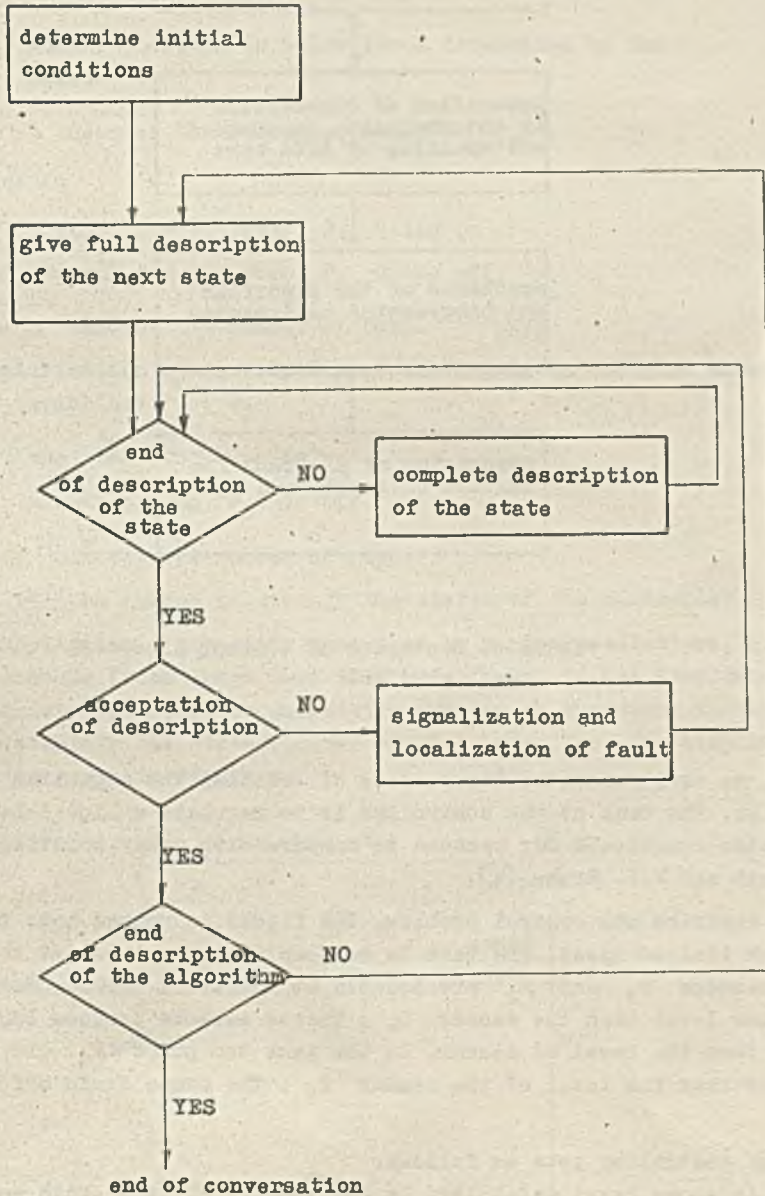 determine initial
conditions
give full description
of the next state
end
of description
of the
state
NO
complete description
of the state
YES
acceptation
of description
NO
signalization and
localization of fault
YES
end
of description
of the algorithm
NO
YES
end of conversation